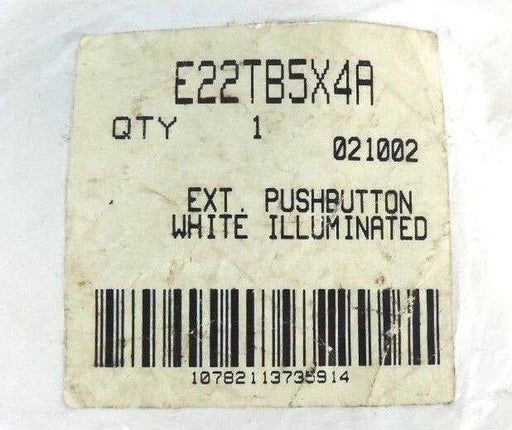 E22TB5X4A
QTY 1
021002
EXT. PUSHBUTTON
WHITE ILLUMINATED
10782113735914